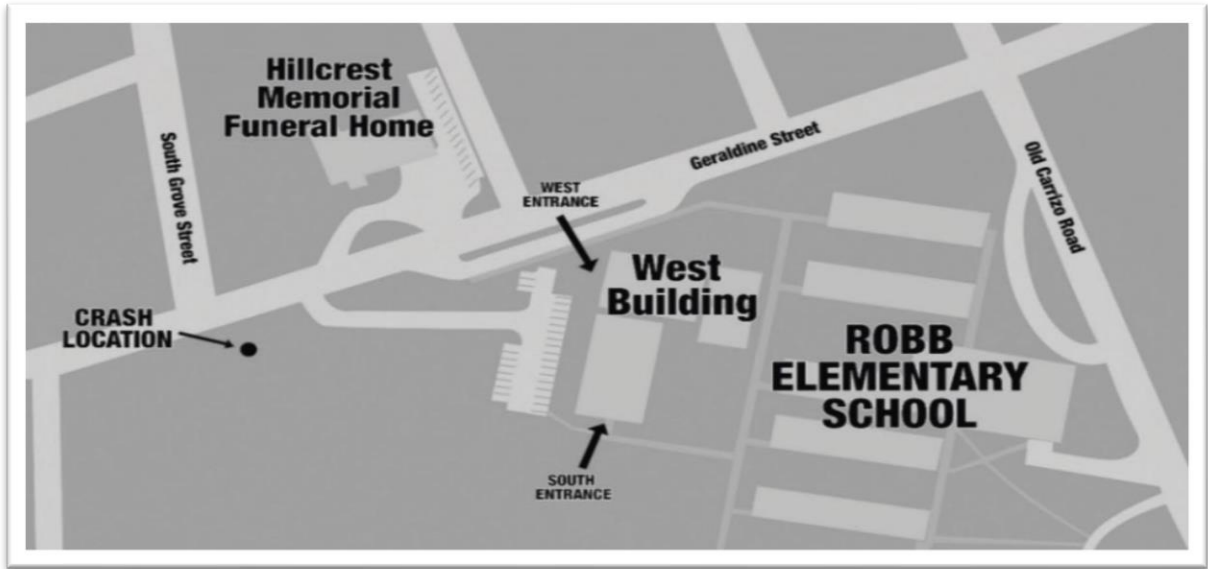 Hillcrest
Memorial
Funeral Home
South Grove Street
Geraldine Street
Old Carrizo Road
WEST
ENTRANCE
West
Building
CRASH
LOCATION
ROBB
ELEMENTARY
SCHOOL
SOUTH
ENTRANCE